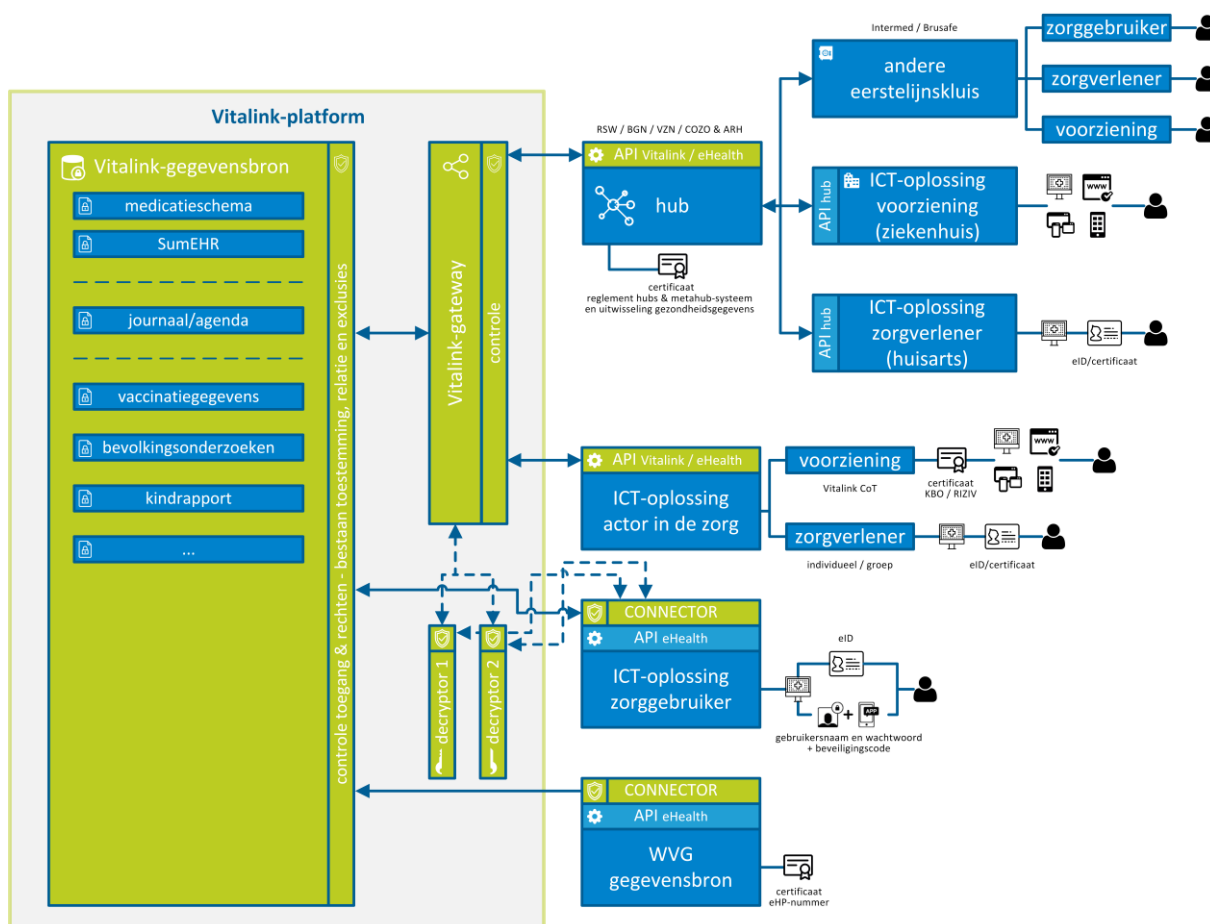 Vitalink-platform
Vitalink-gegevensbron
medicatieschema
SumEHR
journaal/agenda
vaccinatiegegevens
bevolkingsonderzoeken
kindrapport
...
controle toegang & rechten - bestaan toestemming, relatie en exclusies
Vitalink-gateway
controle
decryptor 1
decryptor 2
RSW / BGN / VZN / COZO & ARH
API Vitalink / eHealth
hub
certificaat
reglement hubs & metahub-systeem
en uitwisseling gezondheidsgegevens
Intermed / Brusafe
andere
eerstelijnskluis
zorggebruiker
zorgverlener
voorziening
API hub
ICT-oplossing
voorziening
(ziekenhuis)
www
API hub
ICT-oplossing
zorgverlener
(huisarts)
eID/certificaat
API Vitalink / eHealth
ICT-oplossing
actor in de zorg
voorziening
Vitalink CoT
certificaat
KBO / RIZIV
www
zorgverlener
individueel / groep
eID/certificaat
CONNECTOR
API eHealth
ICT-oplossing
zorggebruiker
eID
APP
+
gebruikersnaam en wachtwoord
+ beveiligingscode
CONNECTOR
API eHealth
WVG
gegevensbron
certificaat
eHP-nummer